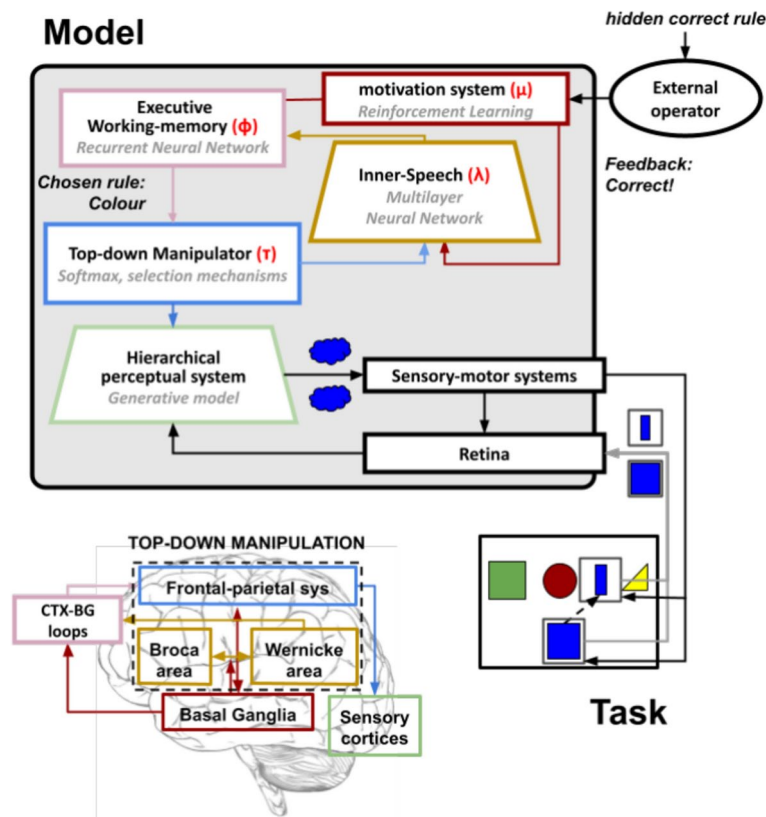 Model
hidden correct rule
External
operator
motivation system (μ)
Reinforcement Learning
Executive
Working-memory (Φ)
Recurrent Neural Network
Feedback:
Correct!
Inner-Speech (λ)
Multilayer
Neural Network
Chosen rule:
Colour
Top-down Manipulator (τ)
Softmax, selection mechanisms
Hierarchical
perceptual system
Generative model
Sensory-motor systems
Retina
TOP-DOWN MANIPULATION
Frontal-parietal sys
CTX-BG
loops
Broca
area
Wernicke
area
Basal Ganglia
Sensory
cortices
Task